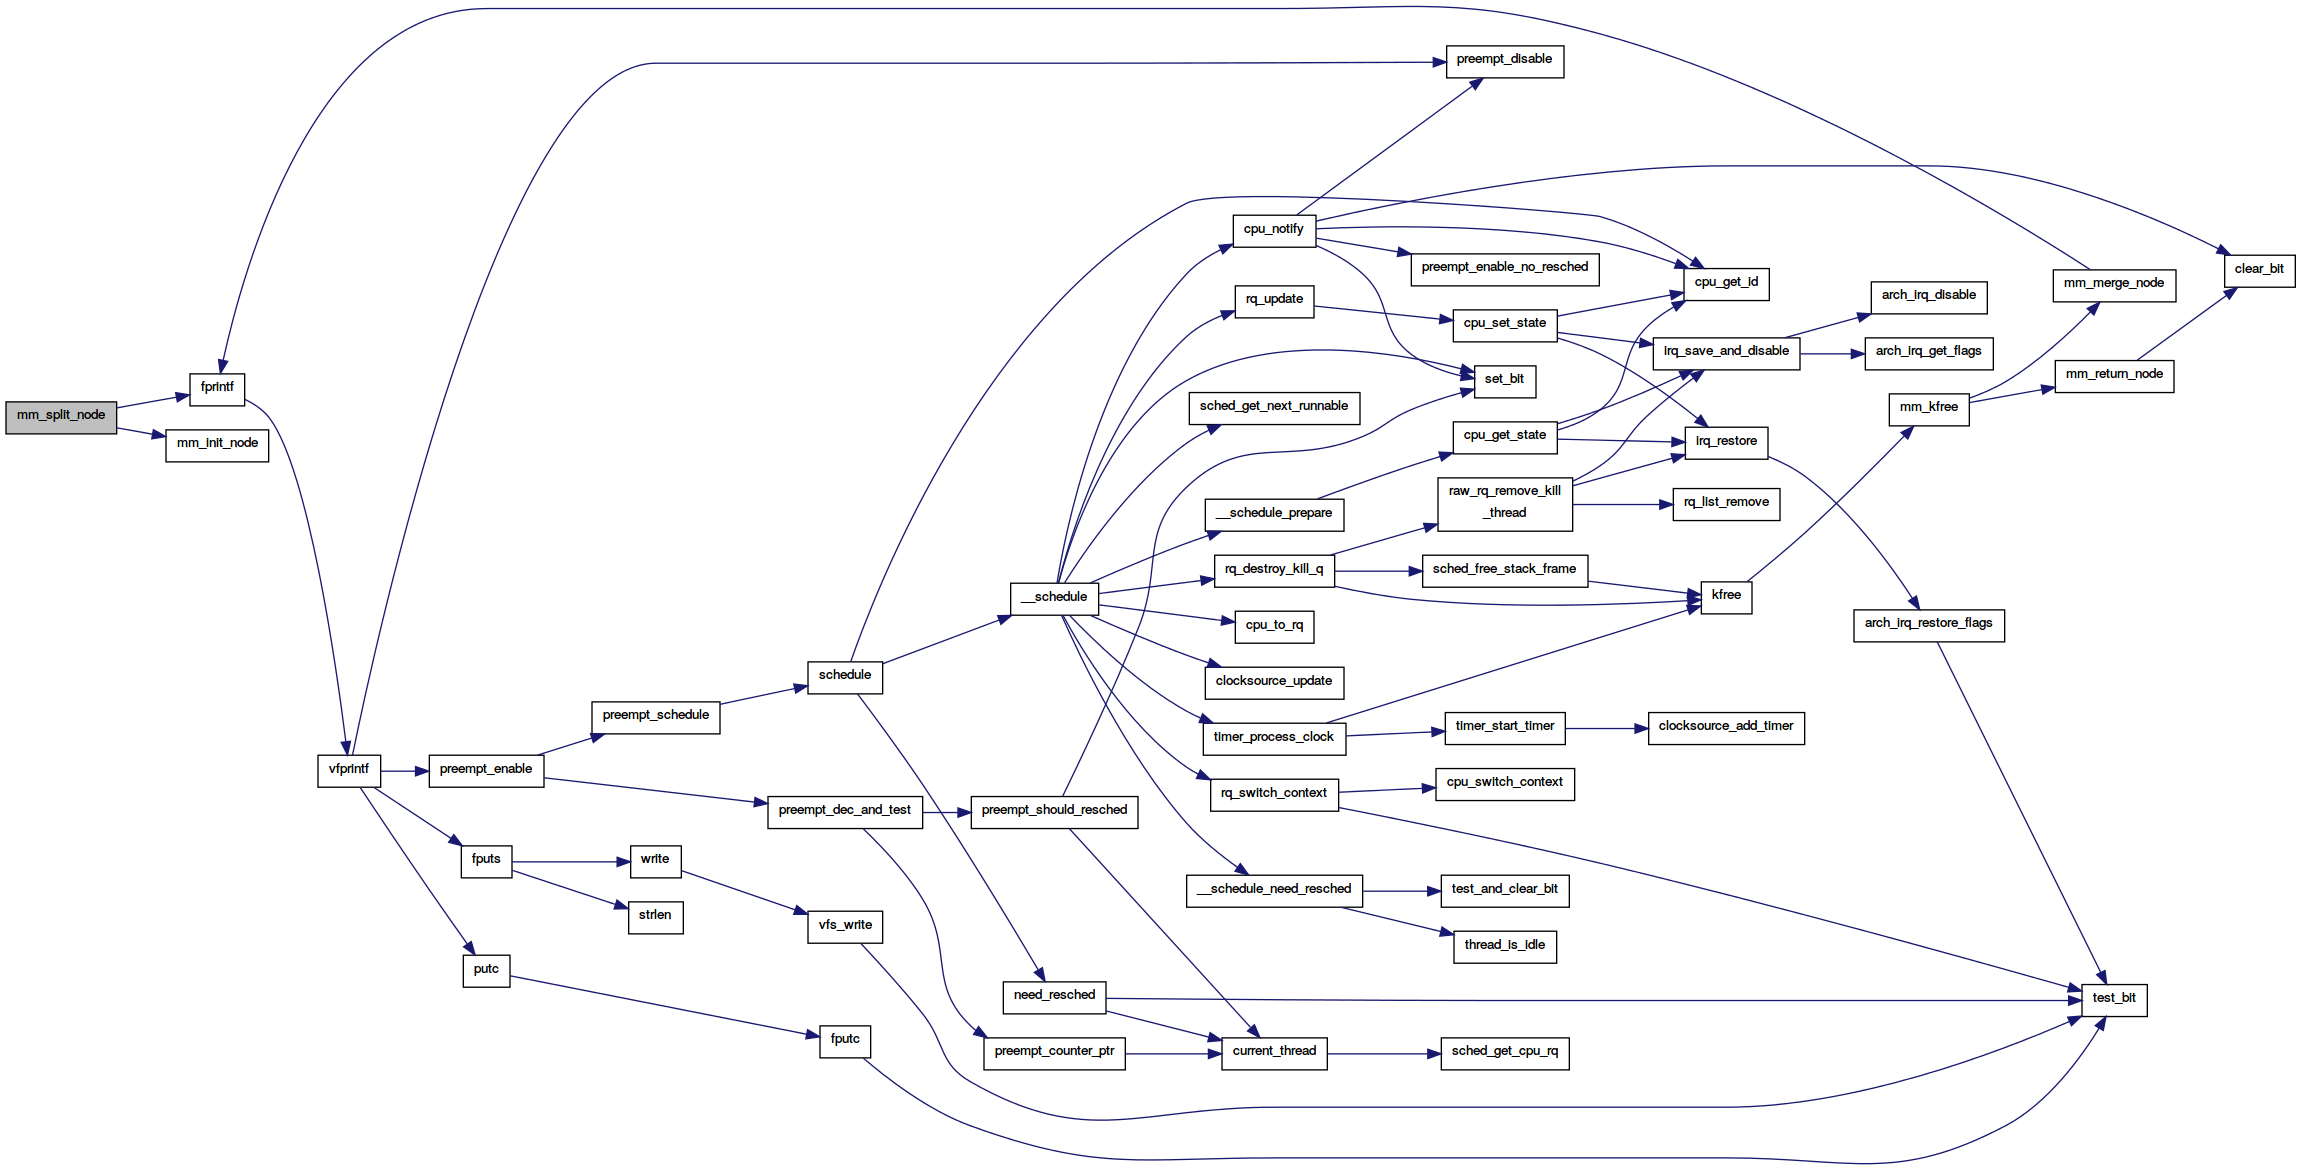 mm_split_node
fprintf
mm_init_node
vfprintf
preempt_enable
fputs
putc
preempt_schedule
write
strlen
preempt_dec_and_test
schedule
vfs_write
fputc
__schedule
preempt_should_resched
need_resched
preempt_counter_ptr
cpu_notify
rq_update
sched_get_next_runnable
__schedule_prepare
rq_destroy_kill_q
cpu_to_rq
clocksource_update
timer_process_clock
rq_switch_context
__schedule_need_resched
current_thread
preempt_disable
preempt_enable_no_resched
cpu_set_state
set_bit
cpu_get_state
raw_rq_remove_kill
_thread
sched_free_stack_frame
timer_start_timer
cpu_switch_context
test_and_clear_bit
thread_is_idle
sched_get_cpu_rq
cpu_get_id
irq_save_and_disable
irq_restore
rq_list_remove
kfree
clocksource_add_timer
arch_irq_disable
arch_irq_get_flags
mm_kfree
arch_irq_restore_flags
mm_merge_node
mm_return_node
test_bit
clear_bit